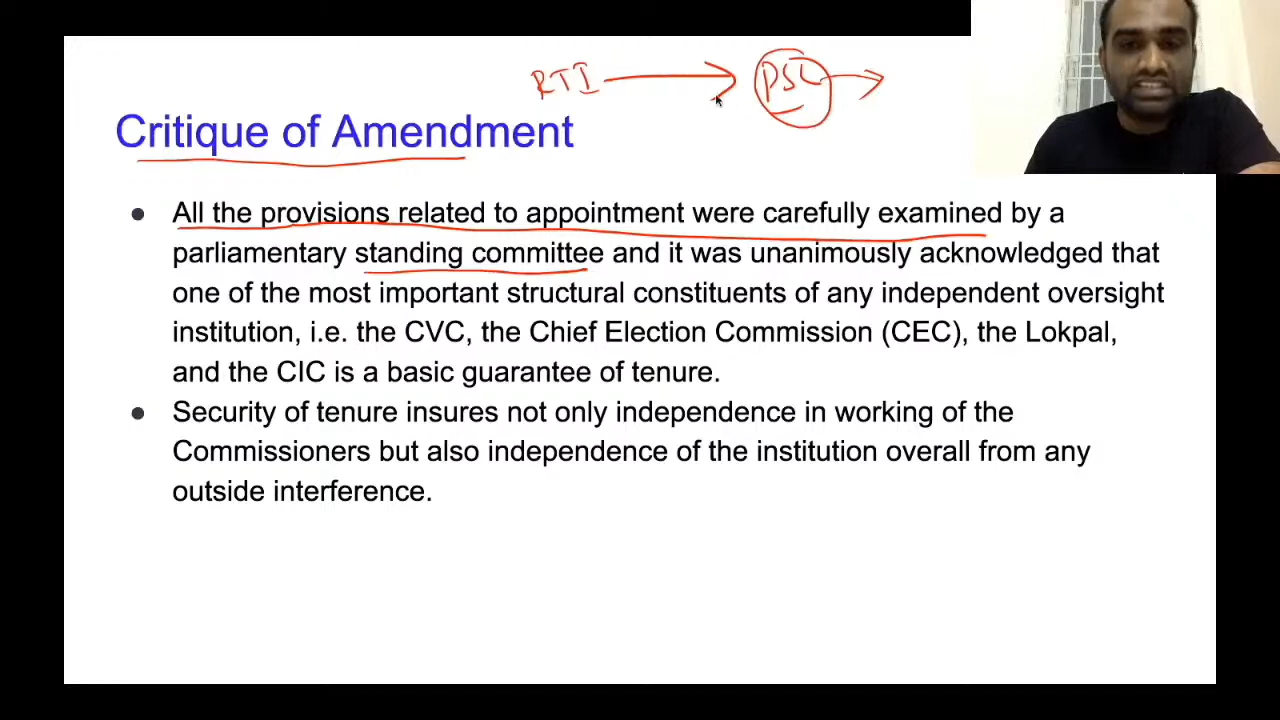 RTI PSC
Critique of Amendment
● All the provisions related to appointment were carefully examined by a
parliamentary standing committee and it was unanimously acknowledged that
one of the most important structural constituents of any independent oversight
institution, i.e. the CVC, the Chief Election Commission (CEC), the Lokpal,
and the CIC is a basic guarantee of tenure.
● Security of tenure insures not only independence in working of the
Commissioners but also independence of the institution overall from any
outside interference.